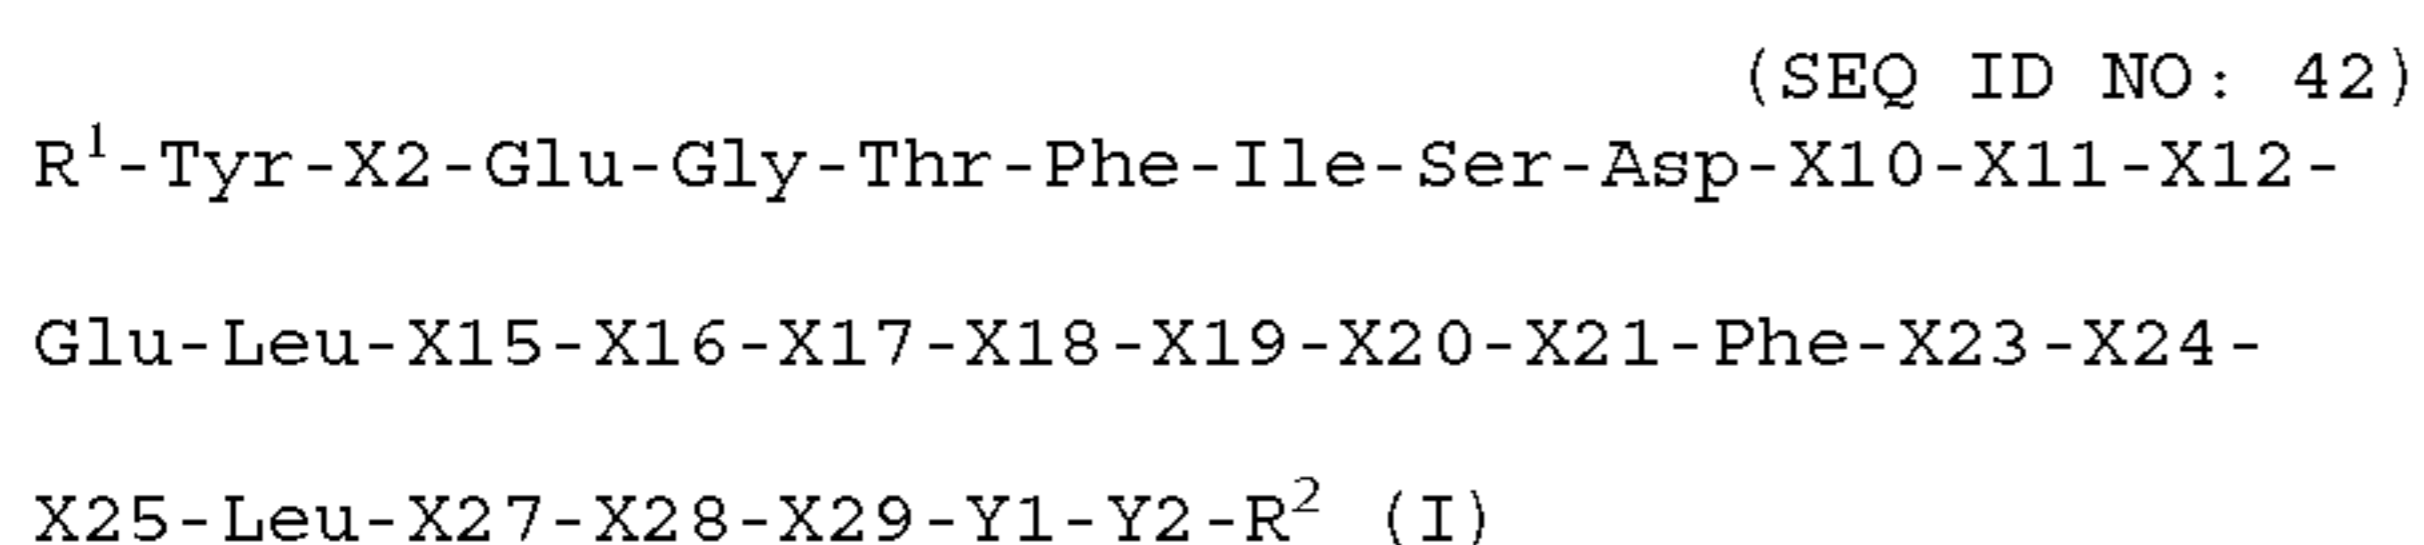 (SEQ ID NO: 42)
R¹-Tyr-X2-Glu-Gly-Thr-Phe-Ile-Ser-Asp-X10-X11-X12-
Glu-Leu-X15-X16-X17-X18-X19-X20-X21-Phe-X23-X24-
X25-Leu-X27-X28-X29-Y1-Y2-R² (I)